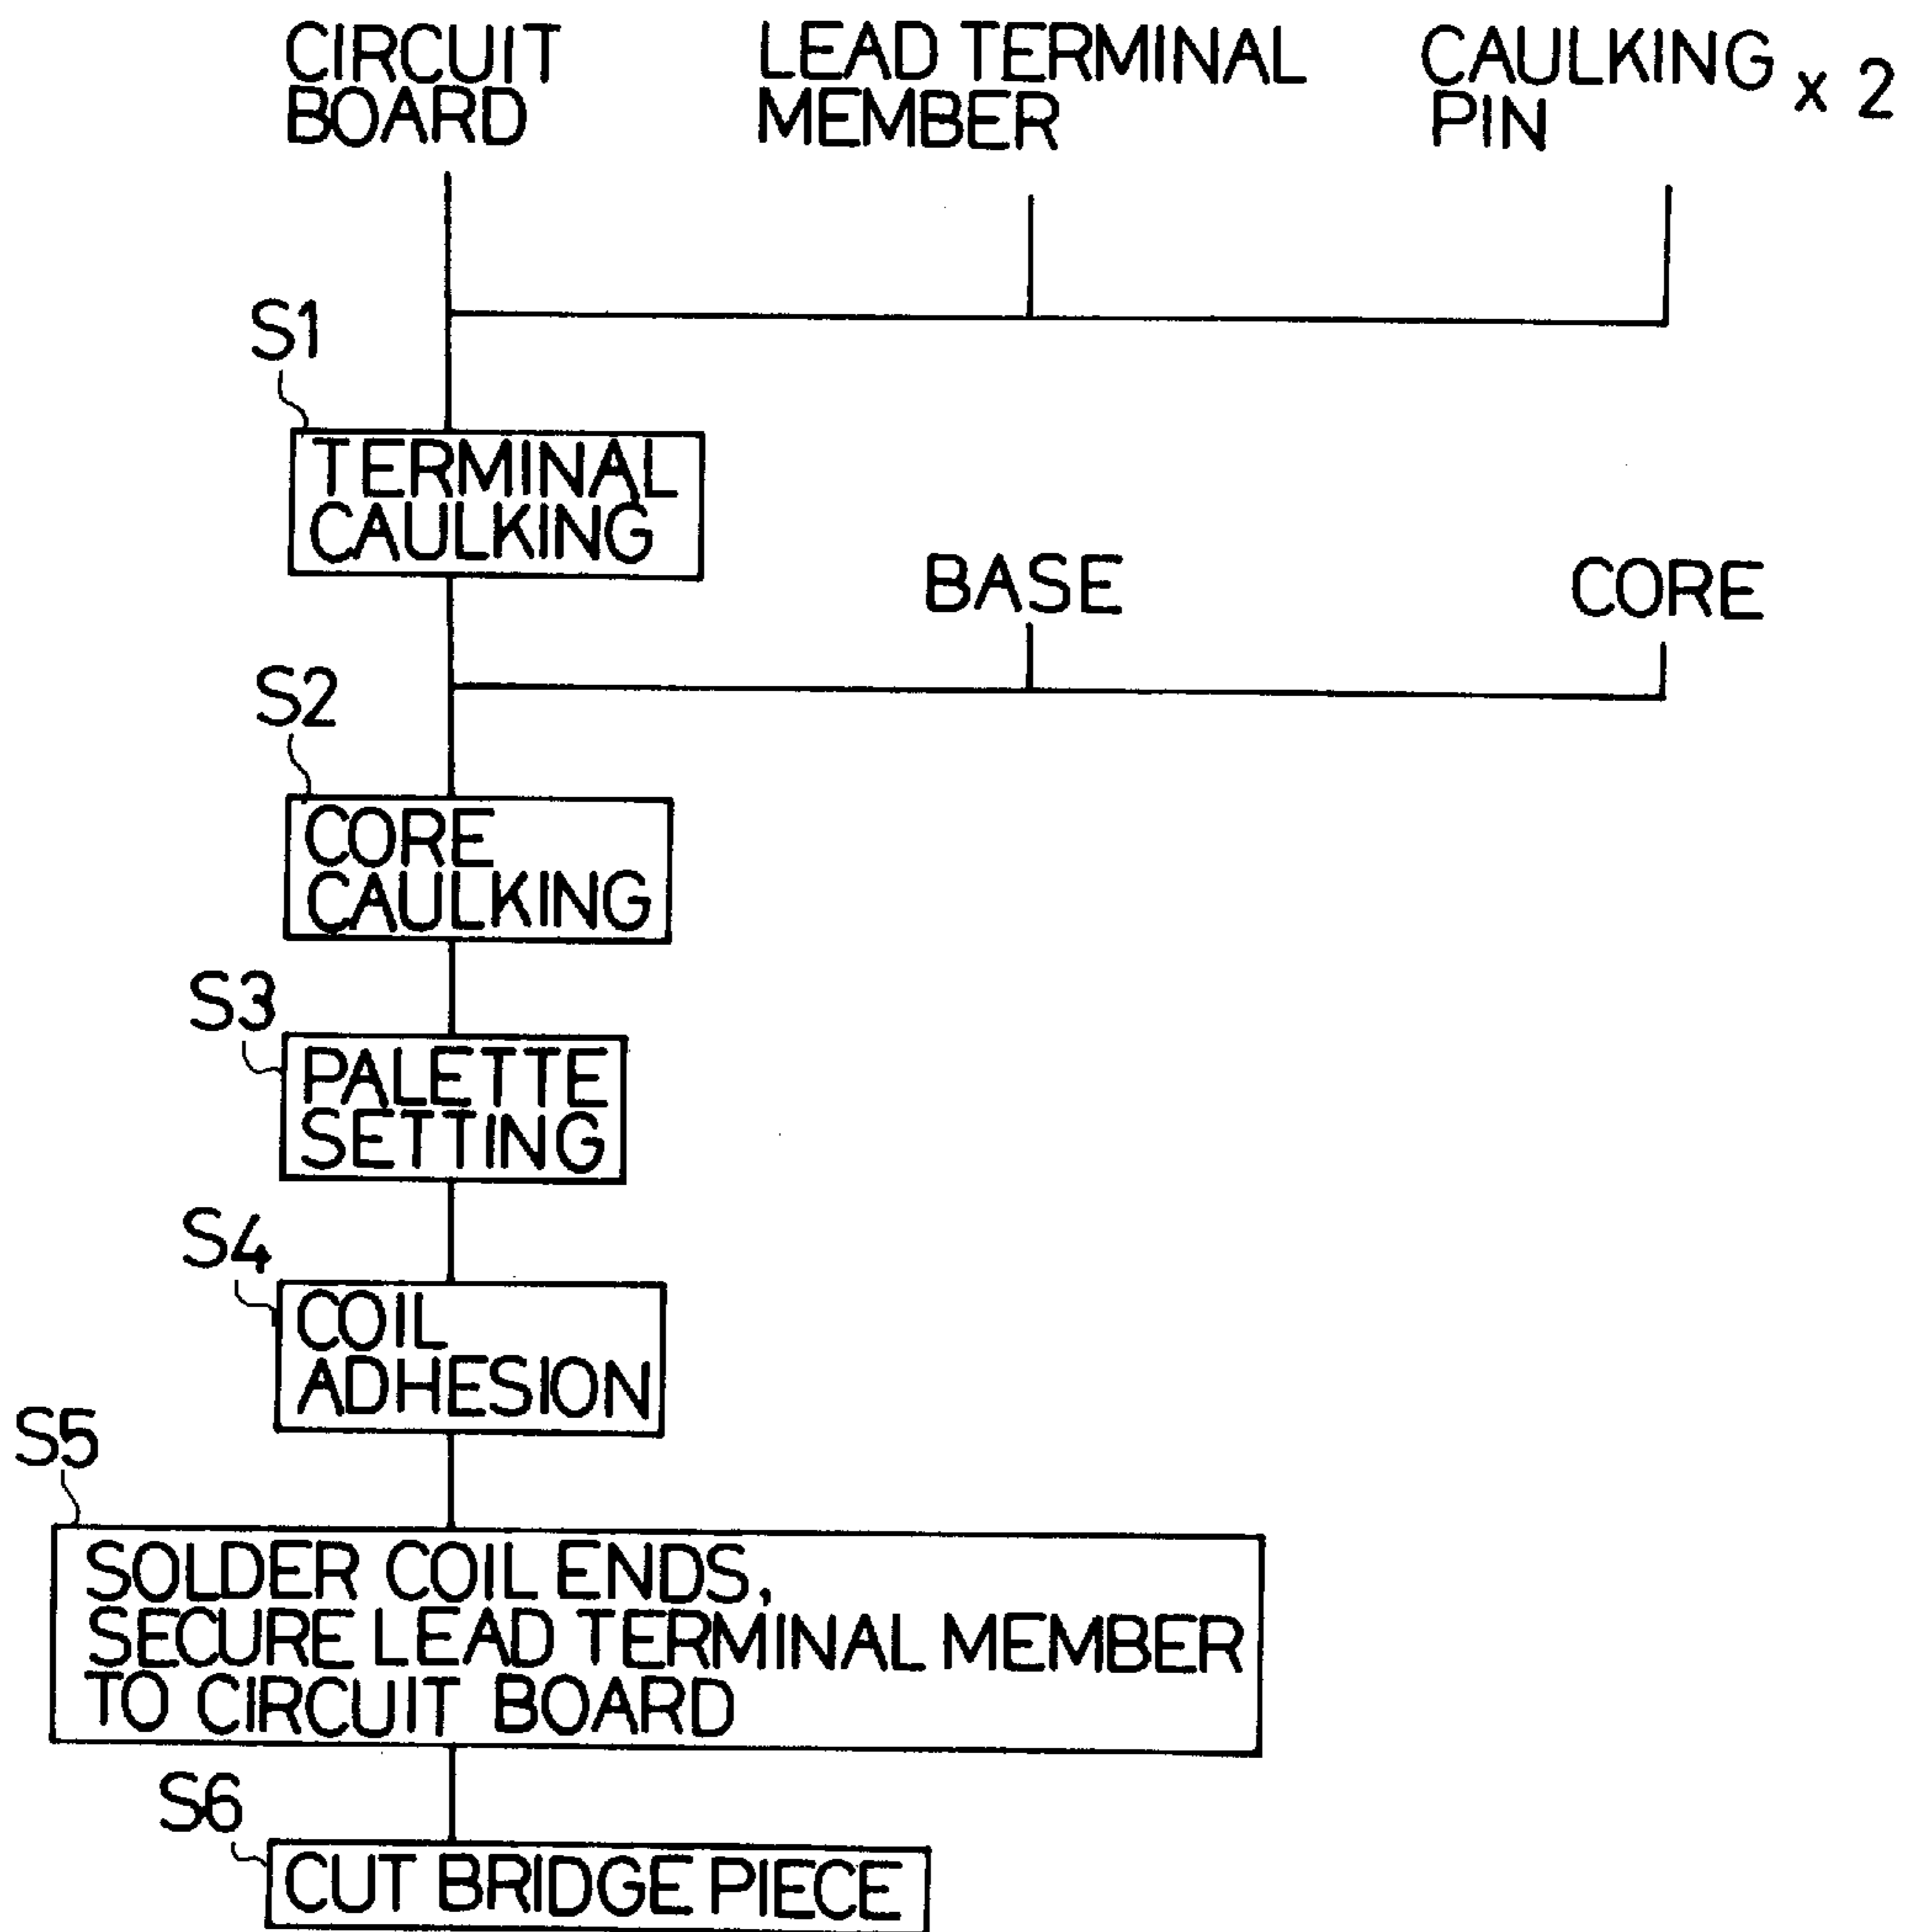 CIRCUIT
BOARD
LEAD TERMINAL
MEMBER
CAULKING
PIN
x 2
S1
TERMINAL
CAULKING
BASE
CORE
S2
CORE
CAULKING
S3
PALETTE
SETTING
S4
COIL
ADHESION
S5
SOLDER COIL ENDS,
SECURE LEAD TERMINAL MEMBER
TO CIRCUIT BOARD
S6
CUT BRIDGE PIECE